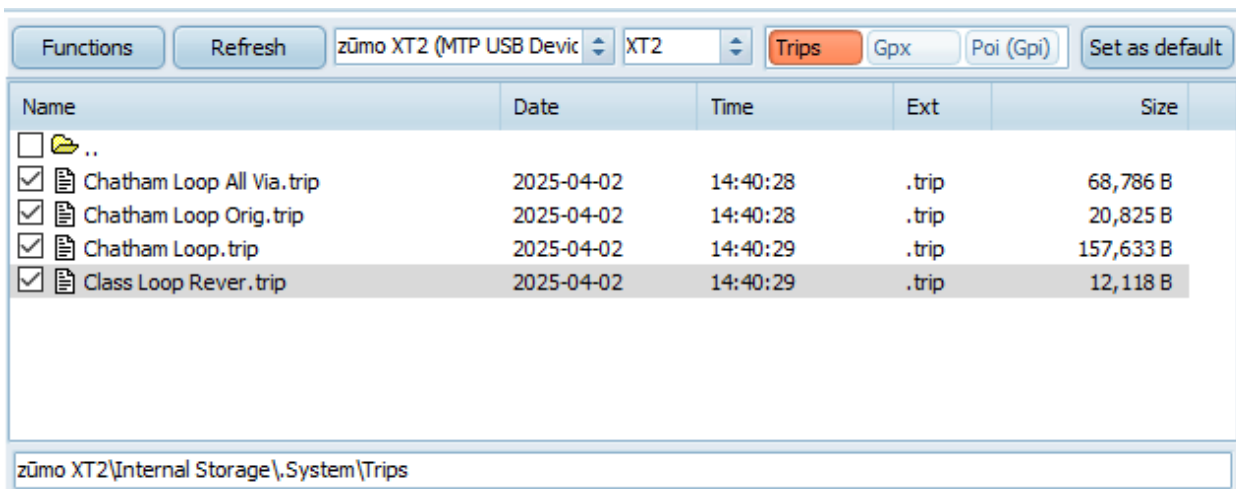 Functions Refresh zūmo XT2 (MTP USB Devic XT2 Trips Gpx Poi (Gpi) Set as default
Name Date Time Ext Size
..
Chatham Loop All Via.trip 2025-04-02 14:40:28 .trip 68,786 B
Chatham Loop Orig.trip 2025-04-02 14:40:28 .trip 20,825 B
Chatham Loop.trip 2025-04-02 14:40:29 .trip 157,633 B
Class Loop Rever.trip 2025-04-02 14:40:29 .trip 12,118 B
zūmo XT2\Internal Storage\.System\Trips